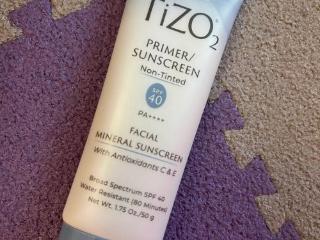 TiZO2
PRIMER/
SUNSCREEN
Non-Tinted
SPF
40
PA++++
FACIAL
MINERAL SUNSCREEN
With Antioxidants C & E
Broad Spectrum SPF 40
Water Resistant (80 Minutes)
Net Wt. 1.75 Oz/50 g